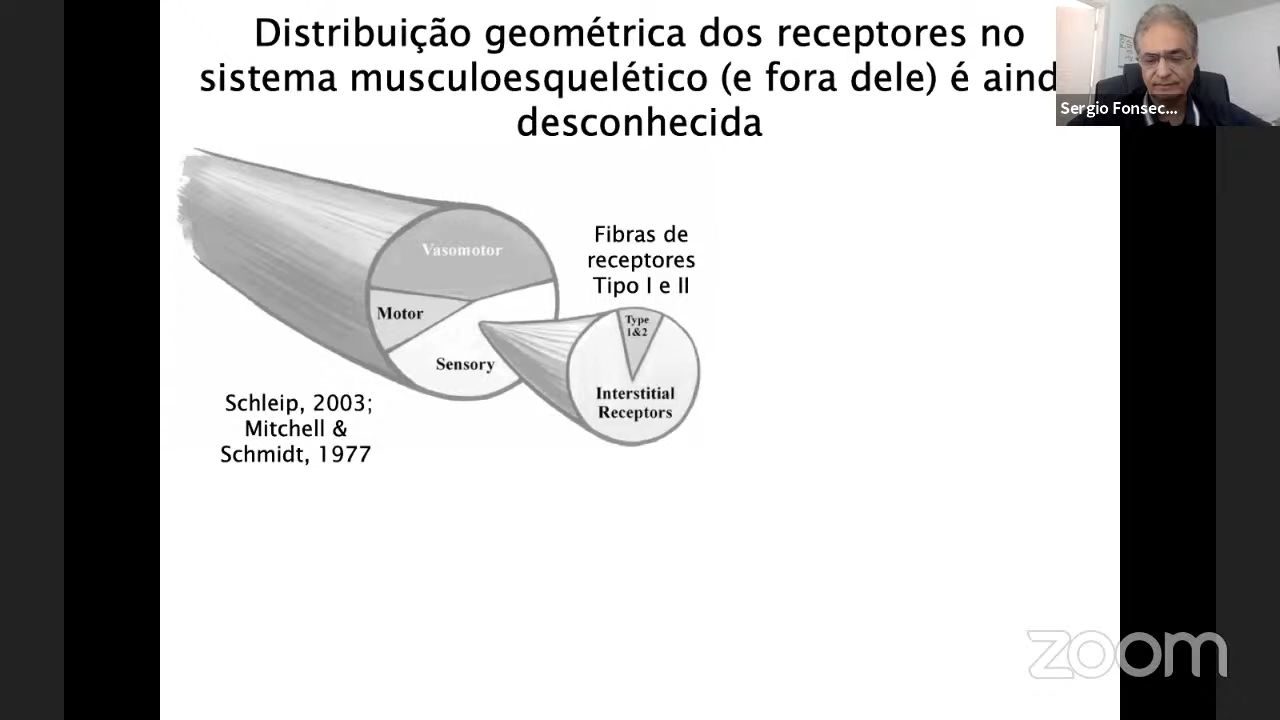 Distribuição geométrica dos receptores no
sistema musculoesquelético (e fora dele) é aind
desconhecida
Sergio Fonsec...
Vasomotor
Motor
Sensory
Fibras de
receptores
Tipo I e II
Type
1&2
Interstitial
Receptors
Schleip, 2003;
Mitchell &
Schmidt, 1977
zoom